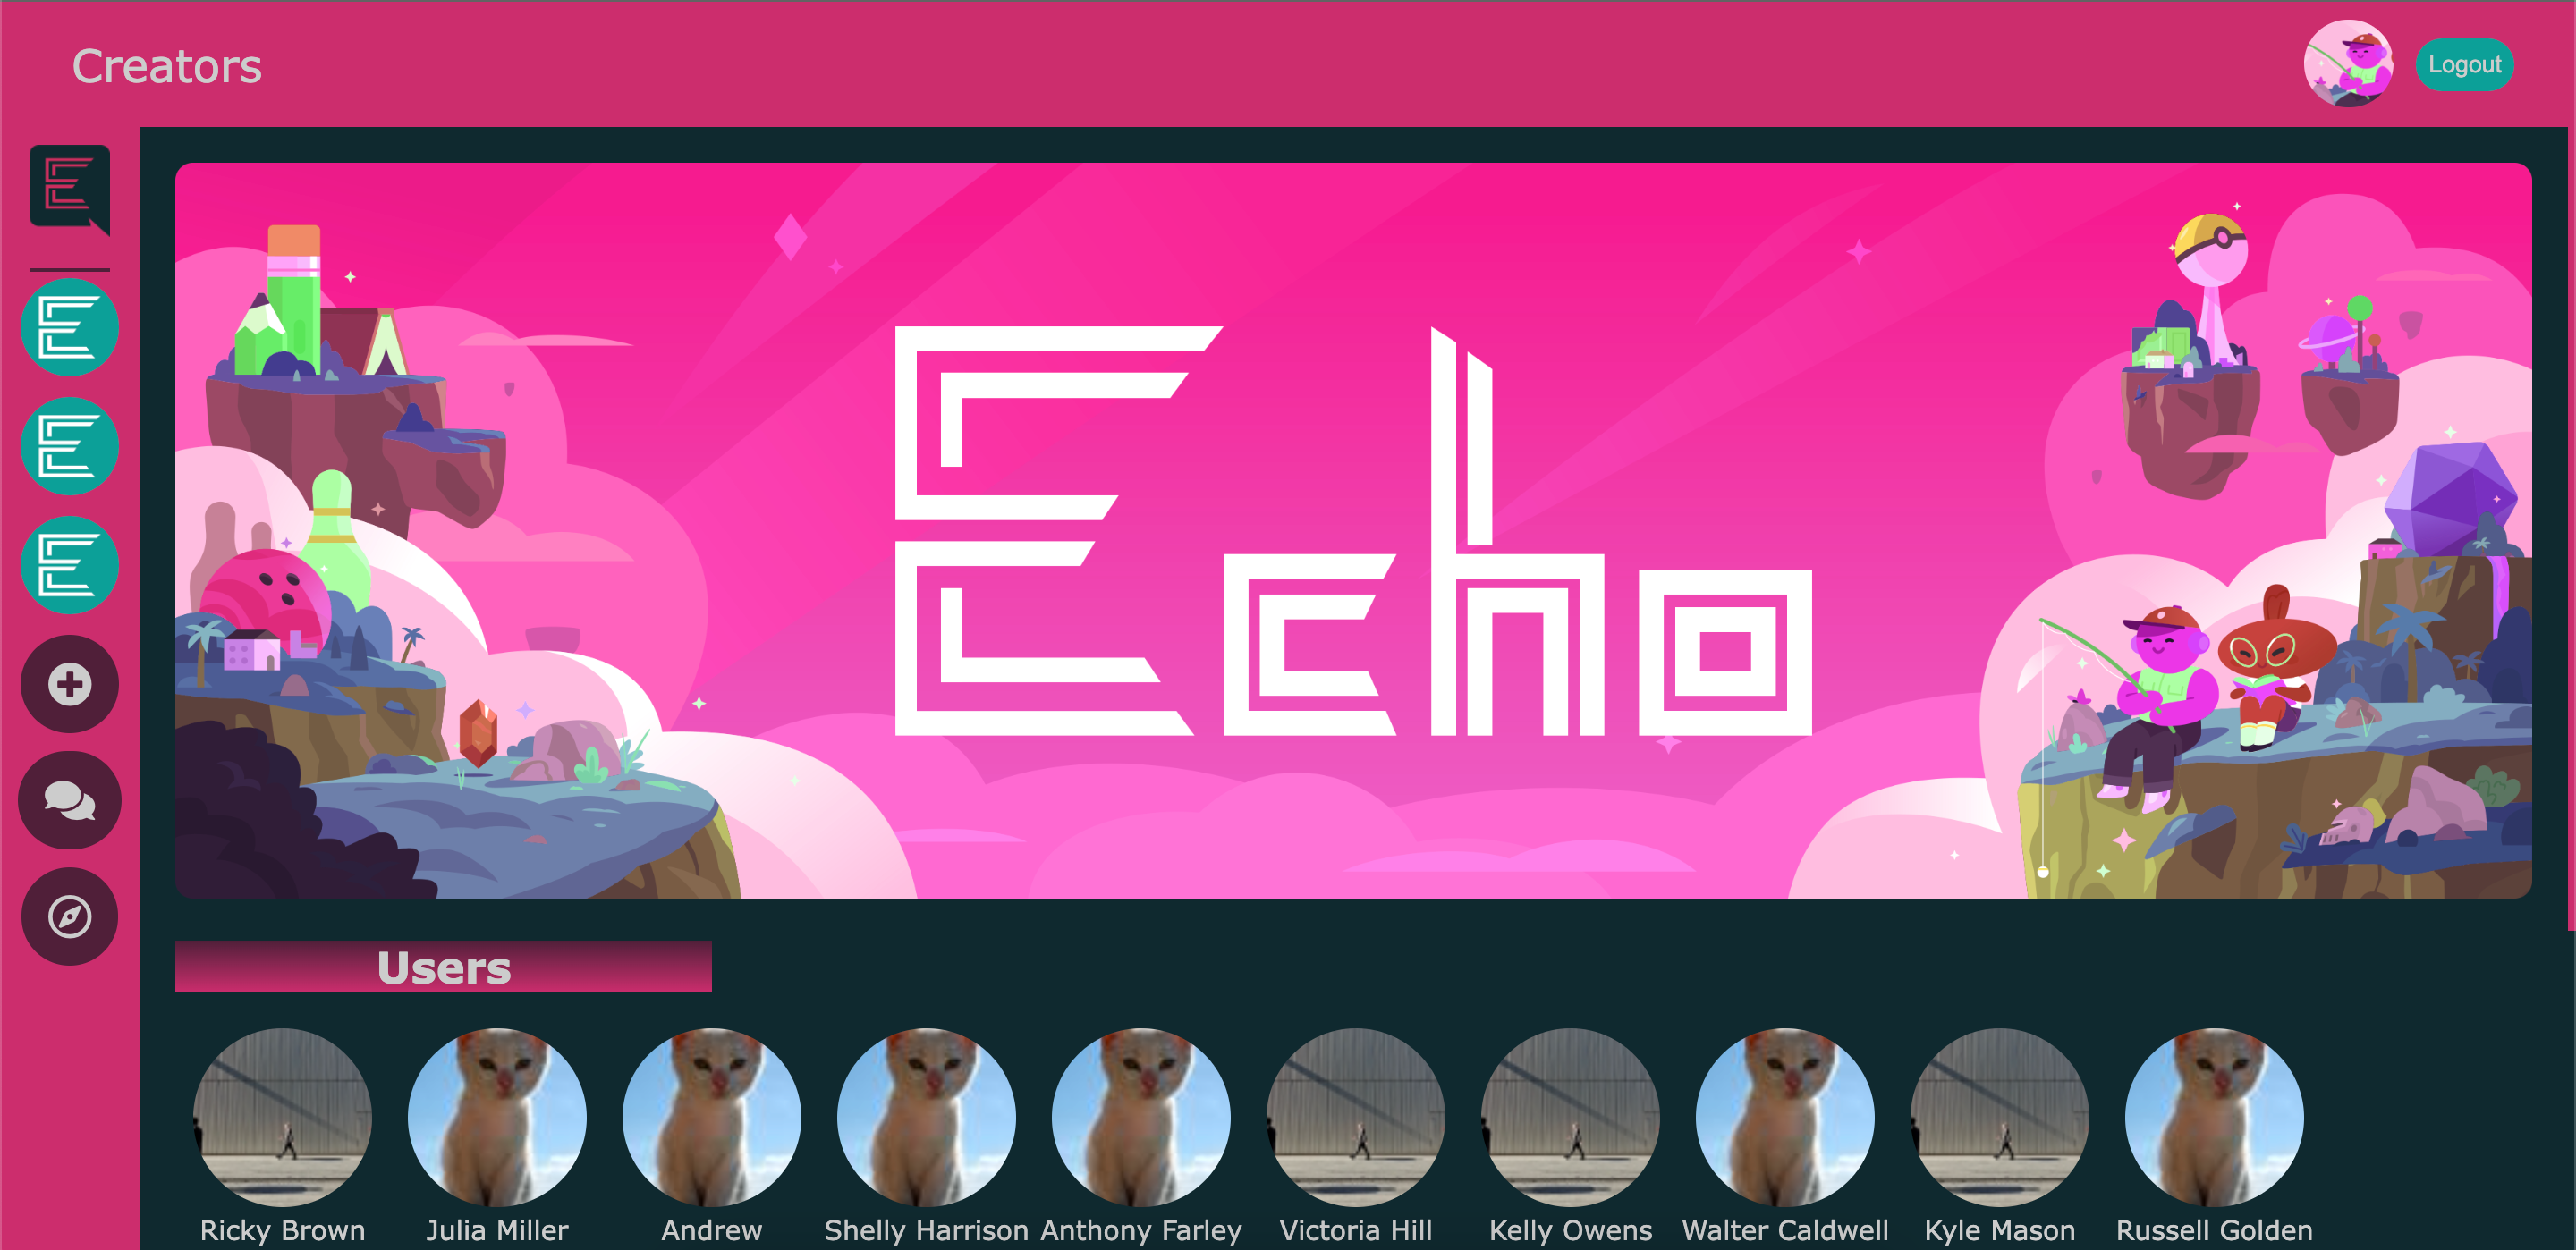 Creators
Logout
E
E
E
E
Echo
Users
Ricky Brown
Julia Miller
Andrew
Shelly Harrison
Anthony Farley
Victoria Hill
Kelly Owens
Walter Caldwell
Kyle Mason
Russell Golden